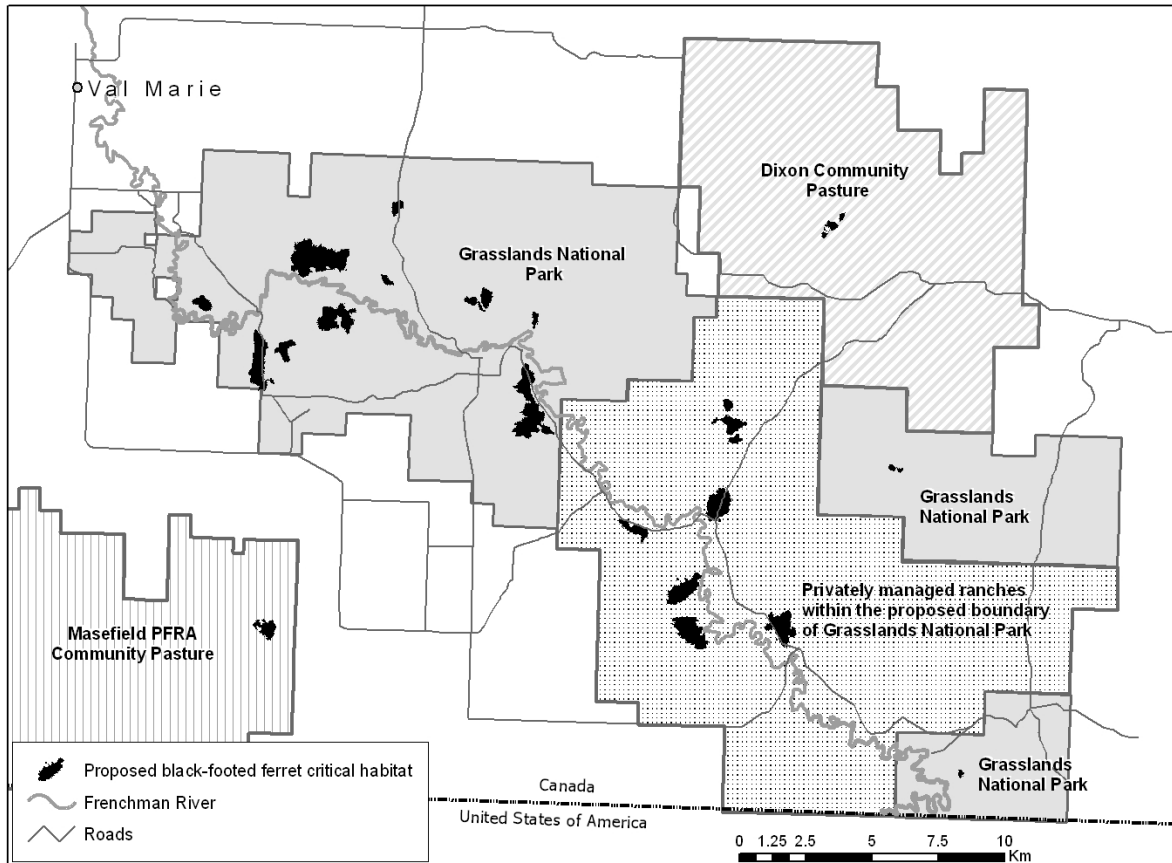 Val Marie
Dixon Community
Pasture
Grasslands National
Park
Grasslands
National Park
Privately managed ranches
within the proposed boundary
of Grasslands National Park
Masefield PFRA
Community Pasture
Grasslands
National Park
Proposed black-footed ferret critical habitat
Frenchman River
Roads
Canada
United States of America
0 1.25 2.5 5 7.5 10
Km